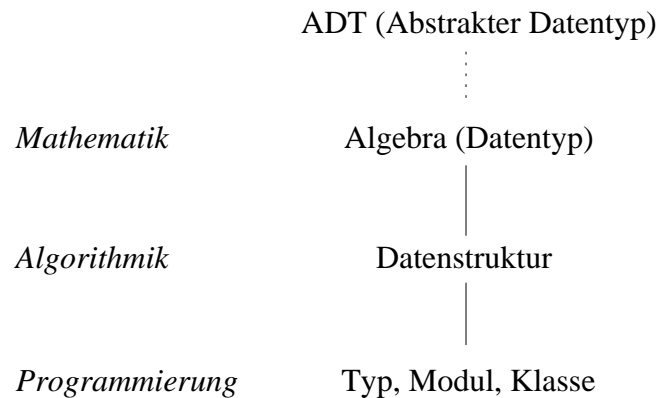 ADT (Abstrakter Datentyp)
Mathematik Algebra (Datentyp)
Algorithmik Datenstruktur
Programmierung Typ, Modul, Klasse